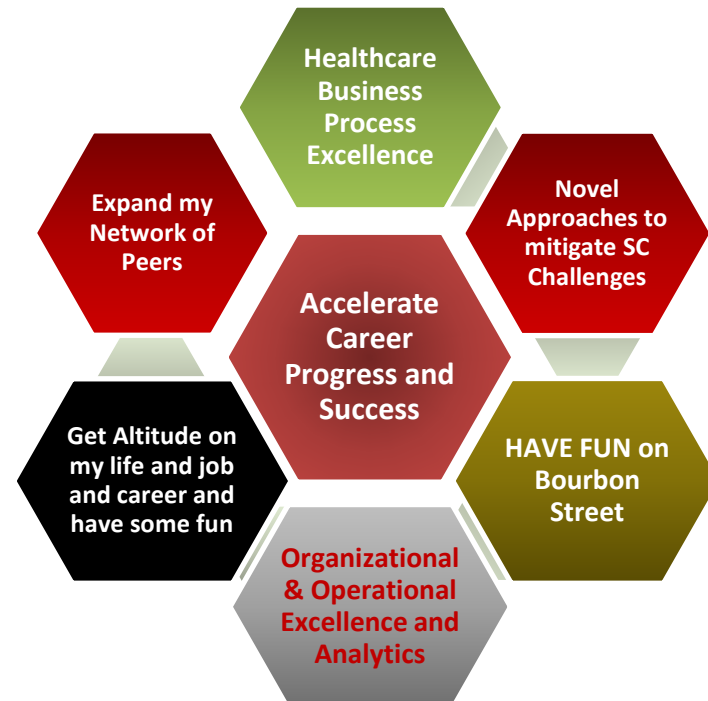 Healthcare
Business
Process
Excellence
Expand my
Network of
Peers
Novel
Approaches to
mitigate SC
Challenges
Accelerate
Career
Progress and
Success
Get Altitude on
my life and job
and career and
have some fun
HAVE FUN on
Bourbon
Street
Organizational
& Operational
Excellence and
Analytics